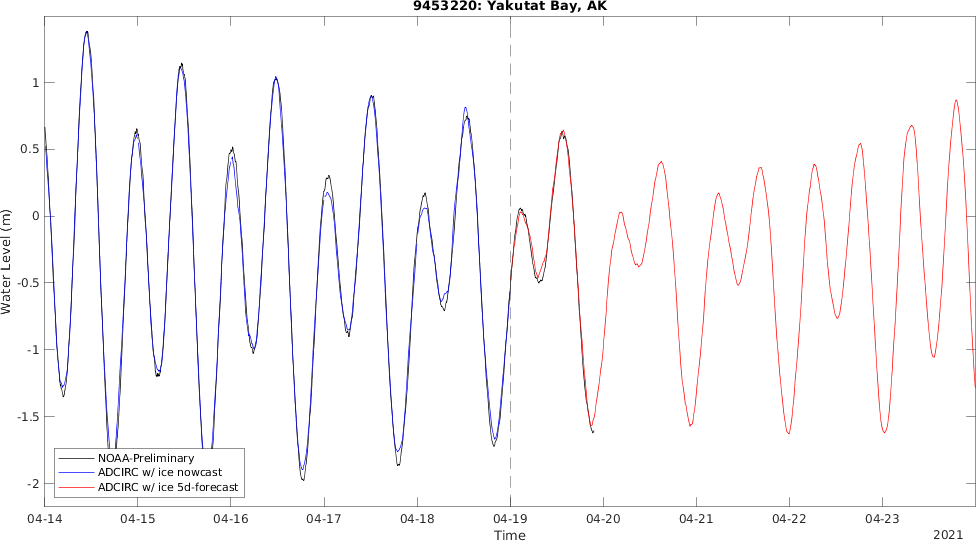 9453220: Yakutat Bay, AK
Water Level (m)
1
0.5
0
-0.5
-1
-1.5
-2
NOAA-Preliminary
ADCIRC w/ ice nowcast
ADCIRC w/ ice 5d-forecast
04-14 04-15 04-16 04-17 04-18 04-19 04-20 04-21 04-22 04-23
Time
2021